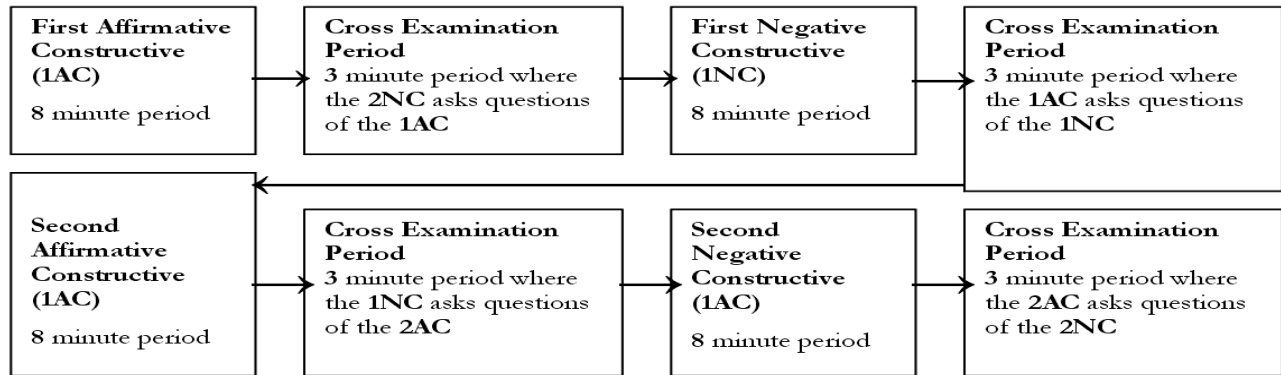 First Affirmative
Constructive
(1AC)
8 minute period
Cross Examination
Period
3 minute period where
the 2NC asks questions
of the 1AC
First Negative
Constructive
(1NC)
8 minute period
Cross Examination
Period
3 minute period where
the 1AC asks questions
of the 1NC
Second
Affirmative
Constructive
(1AC)
8 minute period
Cross Examination
Period
3 minute period where
the 1NC asks questions
of the 2AC
Second
Negative
Constructive
(1AC)
8 minute period
Cross Examination
Period
3 minute period where
the 2AC asks questions
of the 2NC